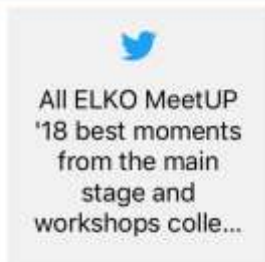 All ELKO MeetUP
'18 best moments
from the main
stage and
workshops colle...